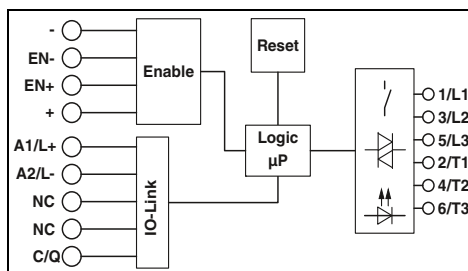 -
EN-
EN+
+
Enable
Reset
A1/L+
A2/L-
NC
NC
C/Q
IO-Link
Logic
µP
1/L1
3/L2
5/L3
2/T1
4/T2
6/T3